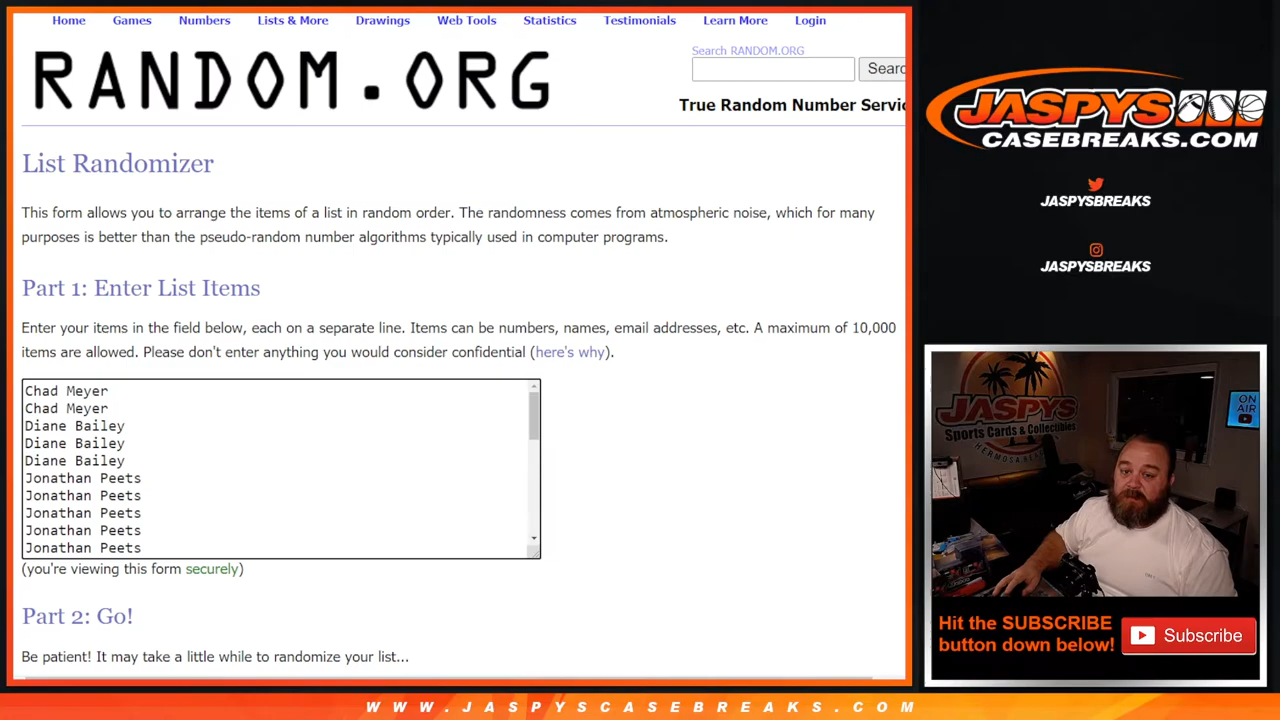 Home Games Numbers Lists & More Drawings Web Tools Statistics Testimonials Learn More Login
RANDOM.ORG
Search RANDOM.ORG
Searc
True Random Number Servic
List Randomizer
This form allows you to arrange the items of a list in random order. The randomness comes from atmospheric noise, which for many
purposes is better than the pseudo-random number algorithms typically used in computer programs.
Part 1: Enter List Items
Enter your items in the field below, each on a separate line. Items can be numbers, names, email addresses, etc. A maximum of 10,000
items are allowed. Please don't enter anything you would consider confidential (here's why).
Chad Meyer
Chad Meyer
Diane Bailey
Diane Bailey
Diane Bailey
Jonathan Peets
Jonathan Peets
Jonathan Peets
Jonathan Peets
Jonathan Peets
(you're viewing this form securely)
Part 2: Go!
Be patient! It may take a little while to randomize your list...
JASPYS
CASEBREAKS.COM
JASPYSBREAKS
JASPYSBREAKS
JASPYS
Sports Cards & Collectibles
HERMOSA BEACH
ON
AIR
Hit the SUBSCRIBE
button down below!
Subscribe
WWW.JASPYSCASEBREAKS.COM